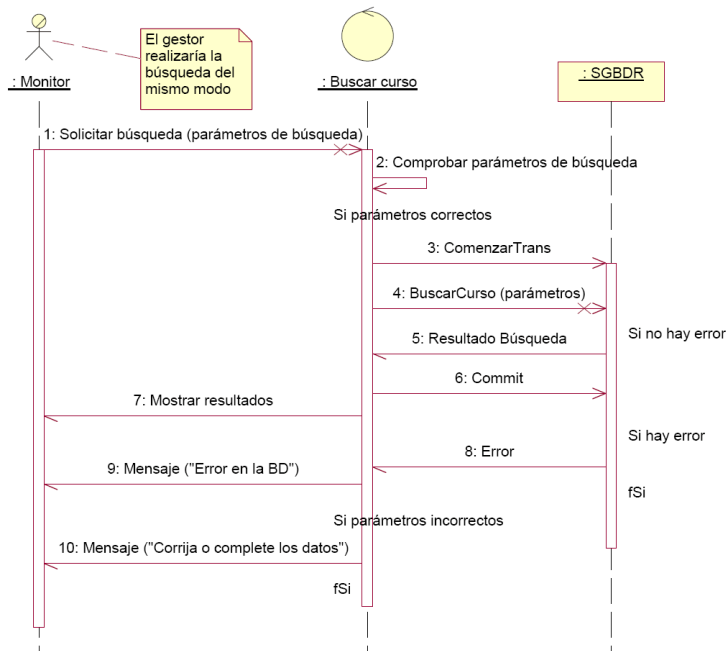 El gestor
realizaría la
búsqueda del
mismo modo
: Monitor
: Buscar curso
: SGBDR
1: Solicitar búsqueda (parámetros de búsqueda)
2: Comprobar parámetros de búsqueda
Si parámetros correctos
3: ComenzarTrans
4: BuscarCurso (parámetros)
Si no hay error
5: Resultado Búsqueda
6: Commit
7: Mostrar resultados
Si hay error
8: Error
9: Mensaje ("Error en la BD")
fSi
Si parámetros incorrectos
10: Mensaje ("Corrija o complete los datos")
fSi